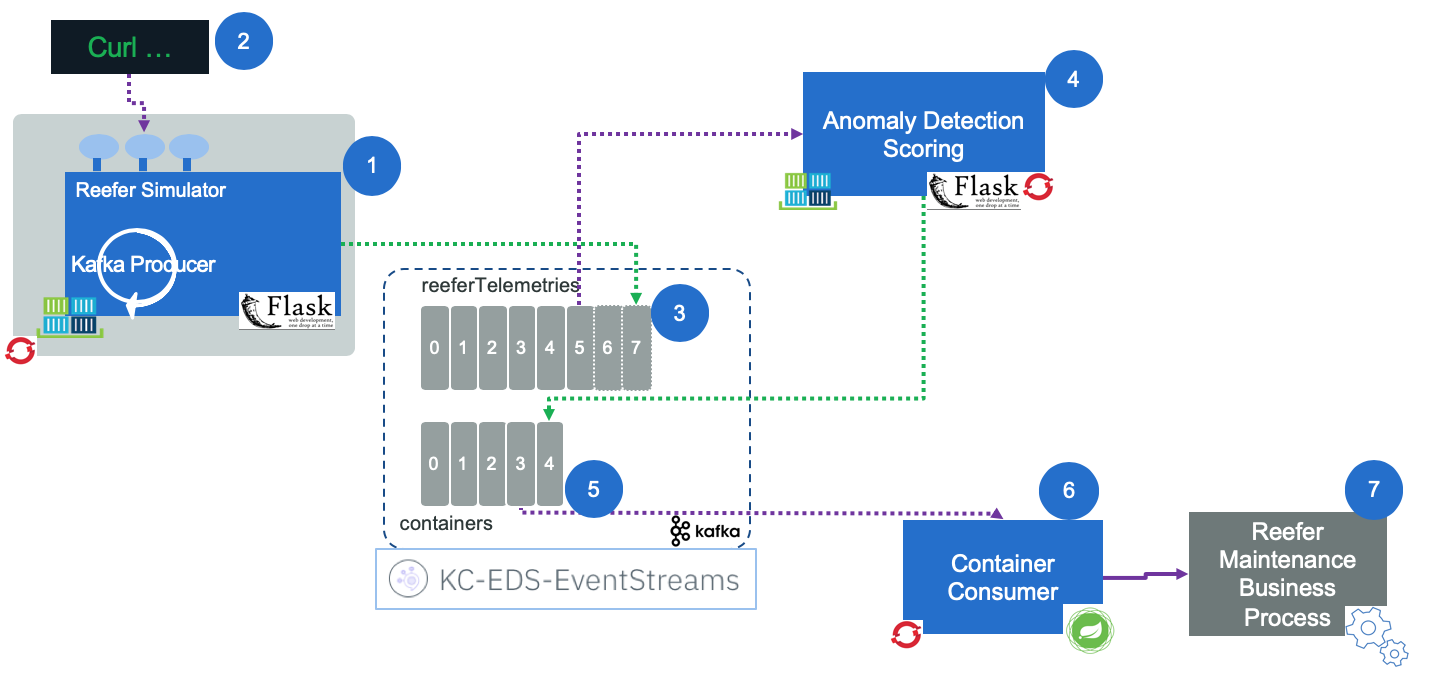 Curl …
2
1
Reefer Simulator
Kafka Producer
Flask
web development,
one drop at a time
4
Anomaly Detection
Scoring
Flask
web development,
one drop at a time
reeferTelemetries
3
0 1 2 3 4 5 6 7
0 1 2 3 4
5
containers
kafka
KC-EDS-EventStreams
6
Container
Consumer
7
Reefer
Maintenance
Business
Process